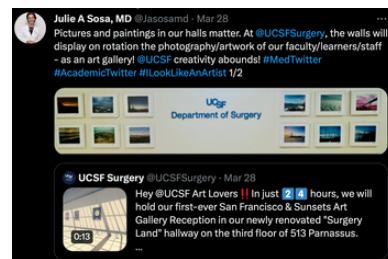 Julie A Sosa, MD @Jasosamd · Mar 28
Pictures and paintings in our halls matter. At @UCSFSurgery, the walls will
display on rotation the photography/artwork of our faculty/learners/staff
- as an art gallery! @UCSF creativity abounds! #MedTwitter
#AcademicTwitter #ILookLikeAnArtist 1/2
UCSF
Department of Surgery
UCSF Surgery @UCSFSurgery · Mar 28
Hey @UCSF Art Lovers ‼️In just 2️⃣4️⃣ hours, we will
hold our first-ever San Francisco & Sunsets Art
Gallery Reception in our newly renovated "Surgery
Land" hallway on the third floor of 513 Parnassus.
...
0:13